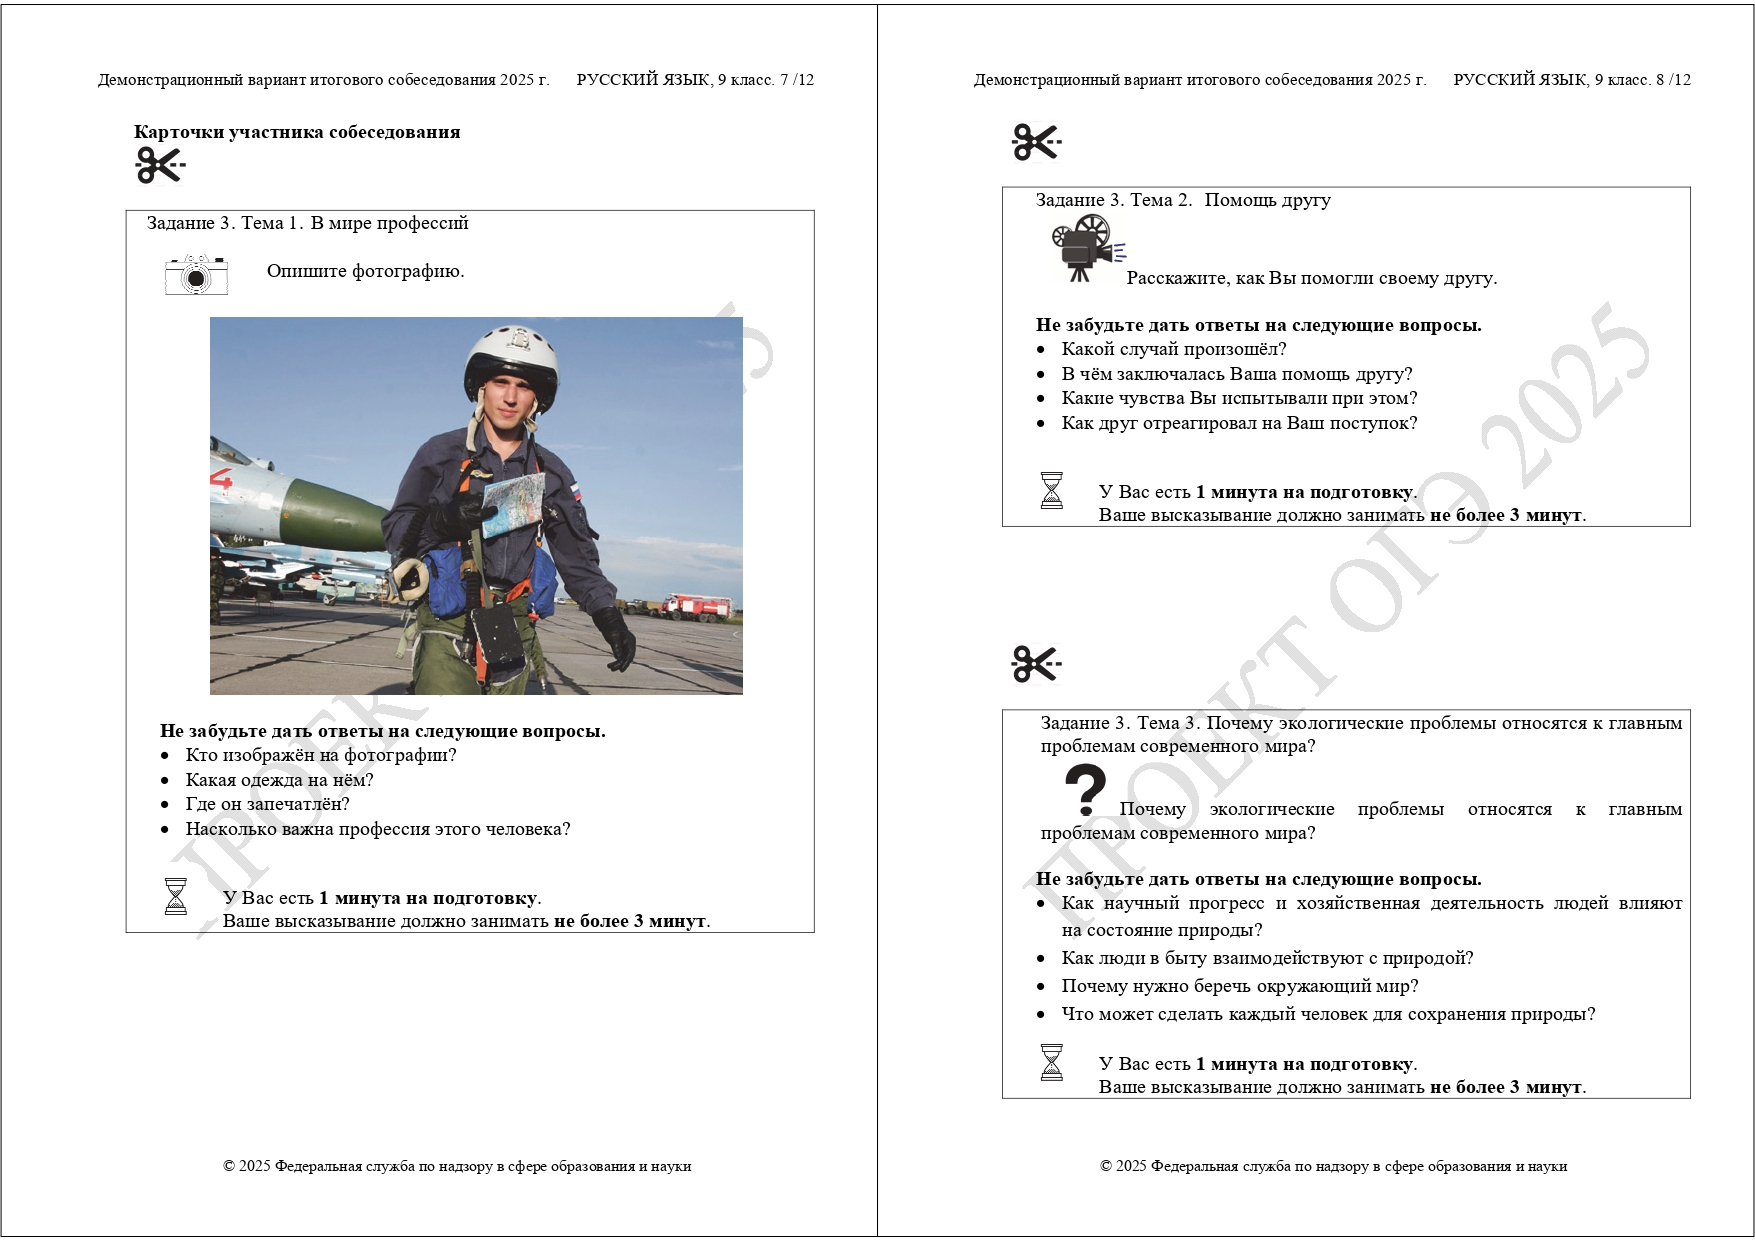 Демонстрационный вариант итогового собеседования 2025 г. РУССКИЙ ЯЗЫК, 9 класс. 7 /12
Карточки участника собеседования
Задание 3. Тема 1. В мире профессий
Опишите фотографию.
4
Не забудьте дать ответы на следующие вопросы.
• Кто изображён на фотографии?
• Какая одежда на нём?
• Где он запечатлён?
• Насколько важна профессия этого человека?
У Вас есть 1 минута на подготовку.
Ваше высказывание должно занимать не более 3 минут.
© 2025 Федеральная служба по надзору в сфере образования и науки
Демонстрационный вариант итогового собеседования 2025 г. РУССКИЙ ЯЗЫК, 9 класс. 8 /12
Задание 3. Тема 2. Помощь другу
Расскажите, как Вы помогли своему другу.
Не забудьте дать ответы на следующие вопросы.
• Какой случай произошёл?
• В чём заключалась Ваша помощь другу?
• Какие чувства Вы испытывали при этом?
• Как друг отреагировал на Ваш поступок?
У Вас есть 1 минута на подготовку.
Ваше высказывание должно занимать не более 3 минут.
Задание 3. Тема 3. Почему экологические проблемы относятся к главным
проблемам современного мира?
? Почему экологические проблемы относятся к главным
проблемам современного мира?
Не забудьте дать ответы на следующие вопросы.
• Как научный прогресс и хозяйственная деятельность людей влияют
на состояние природы?
• Как люди в быту взаимодействуют с природой?
• Почему нужно беречь окружающий мир?
• Что может сделать каждый человек для сохранения природы?
У Вас есть 1 минута на подготовку.
Ваше высказывание должно занимать не более 3 минут.
© 2025 Федеральная служба по надзору в сфере образования и науки
ПРОЕКТ ОГЭ 2025